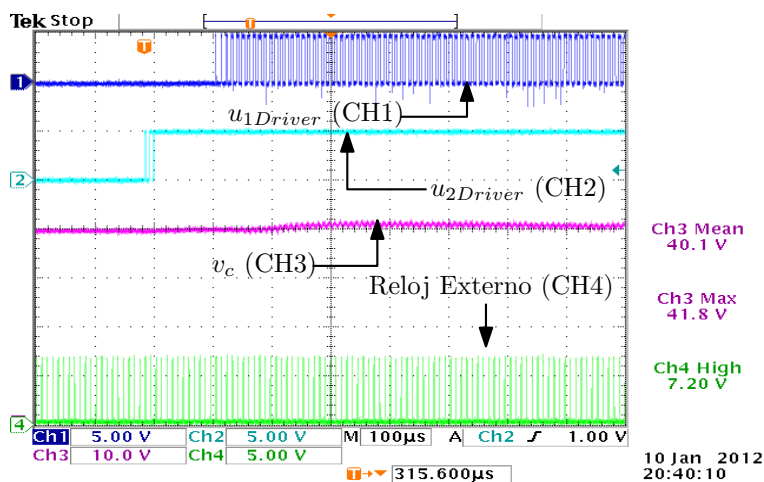 Tek Stop
T
T
1
u1Driver (CH1)
2
u2Driver (CH2)
Ch3 Mean
40.1 V
vc (CH3)
Reloj Externo (CH4)
Ch3 Max
41.8 V
Ch4 High
7.20 V
4
Ch1 5.00 V Ch2 5.00 V M 100µs A Ch2 1.00 V
Ch3 10.0 V Ch4 5.00 V
T 315.600µs
10 Jan 2012
20:40:10